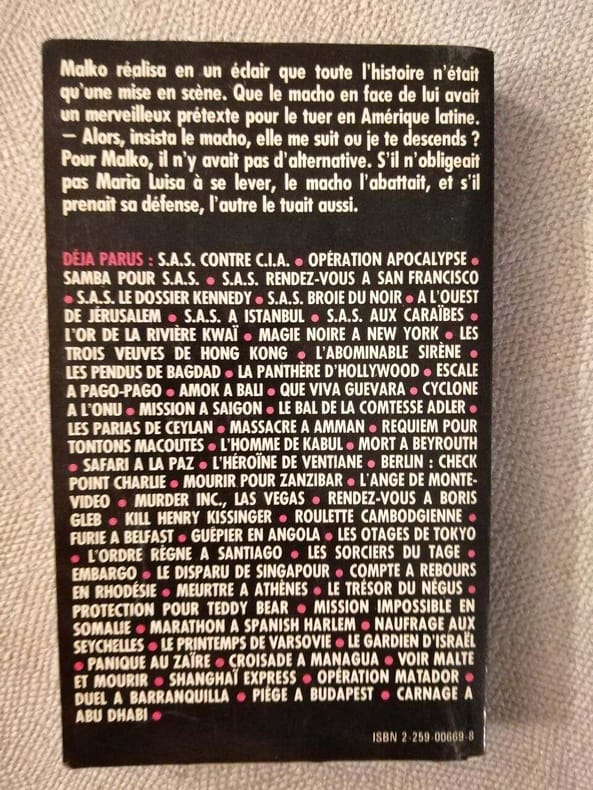 Malko réalisa en un éclair que toute l'histoire n'était
qu'une mise en scène. Que le macho en face de lui avait
un merveilleux prétexte pour le tuer en Amérique latine.
— Alors, insista le macho, elle me suit ou je te descends ?
Pour Malko, il n'y avait pas d'alternative. S'il n'obligeait
pas Maria Luisa à se lever, le macho l'abattait, et s'il
prenait sa défense, l'autre le tuait aussi.
DÉJA PARUS : S.A.S. CONTRE C.I.A. ● OPÉRATION APOCALYPSE ●
SAMBA POUR S.A.S. ● S.A.S. RENDEZ-VOUS A SAN FRANCISCO
● S.A.S. LE DOSSIER KENNEDY ● S.A.S. BROIE DU NOIR ● A L'OUEST
DE JÉRUSALEM ● S.A.S. A ISTANBUL ● S.A.S. AUX CARAÏBES ●
L'OR DE LA RIVIÈRE KWAÏ ● MAGIE NOIRE A NEW YORK ● LES
TROIS VEUVES DE HONG KONG ● L'ABOMINABLE SIRÈNE ●
LES PENDUS DE BAGDAD ● LA PANTHÈRE D'HOLLYWOOD ● ESCALE
A PAGO-PAGO ● AMOK A BALI ● QUE VIVA GUEVARA ● CYCLONE
A L'ONU ● MISSION A SAIGON ● LE BAL DE LA COMTESSE ADLER ●
LES PARIAS DE CEYLAN ● MASSACRE A AMMAN ● REQUIEM POUR
TONTONS MACOUTES ● L'HOMME DE KABUL ● MORT A BEYROUTH
● SAFARI A LA PAZ ● L'HÉROÏNE DE VIENTIANE ● BERLIN : CHECK
POINT CHARLIE ● MOURIR POUR ZANZIBAR ● L'ANGE DE MONTE-
VIDEO ● MURDER INC., LAS VEGAS ● RENDEZ-VOUS A BORIS
GLEB ● KILL HENRY KISSINGER ● ROULETTE CAMBODGIENNE ●
FURIE A BELFAST ● GUÊPIER EN ANGOLA ● LES OTAGES DE TOKYO
● L'ORDRE RÈGNE A SANTIAGO ● LES SORCIERS DU TAGE ●
EMBARGO ● LE DISPARU DE SINGAPOUR ● COMPTE A REBOURS
EN RHODÉSIE ● MEURTRE A ATHÈNES ● LE TRÉSOR DU NÉGUS ●
PROTECTION POUR TEDDY BEAR ● MISSION IMPOSSIBLE EN
SOMALIE ● MARATHON A SPANISH HARLEM ● NAUFRAGE AUX
SEYCHELLES ● LE PRINTEMPS DE VARSOVIE ● LE GARDIEN D'ISRAËL
● PANIQUE AU ZAÏRE ● CROISADE A MANAGUA ● VOIR MALTE
ET MOURIR ● SHANGHAÏ EXPRESS ● OPÉRATION MATADOR ●
DUEL A BARRANQUILLA ● PIÈGE A BUDAPEST ● CARNAGE A
ABU DHABI ●
ISBN 2-259-00669-8